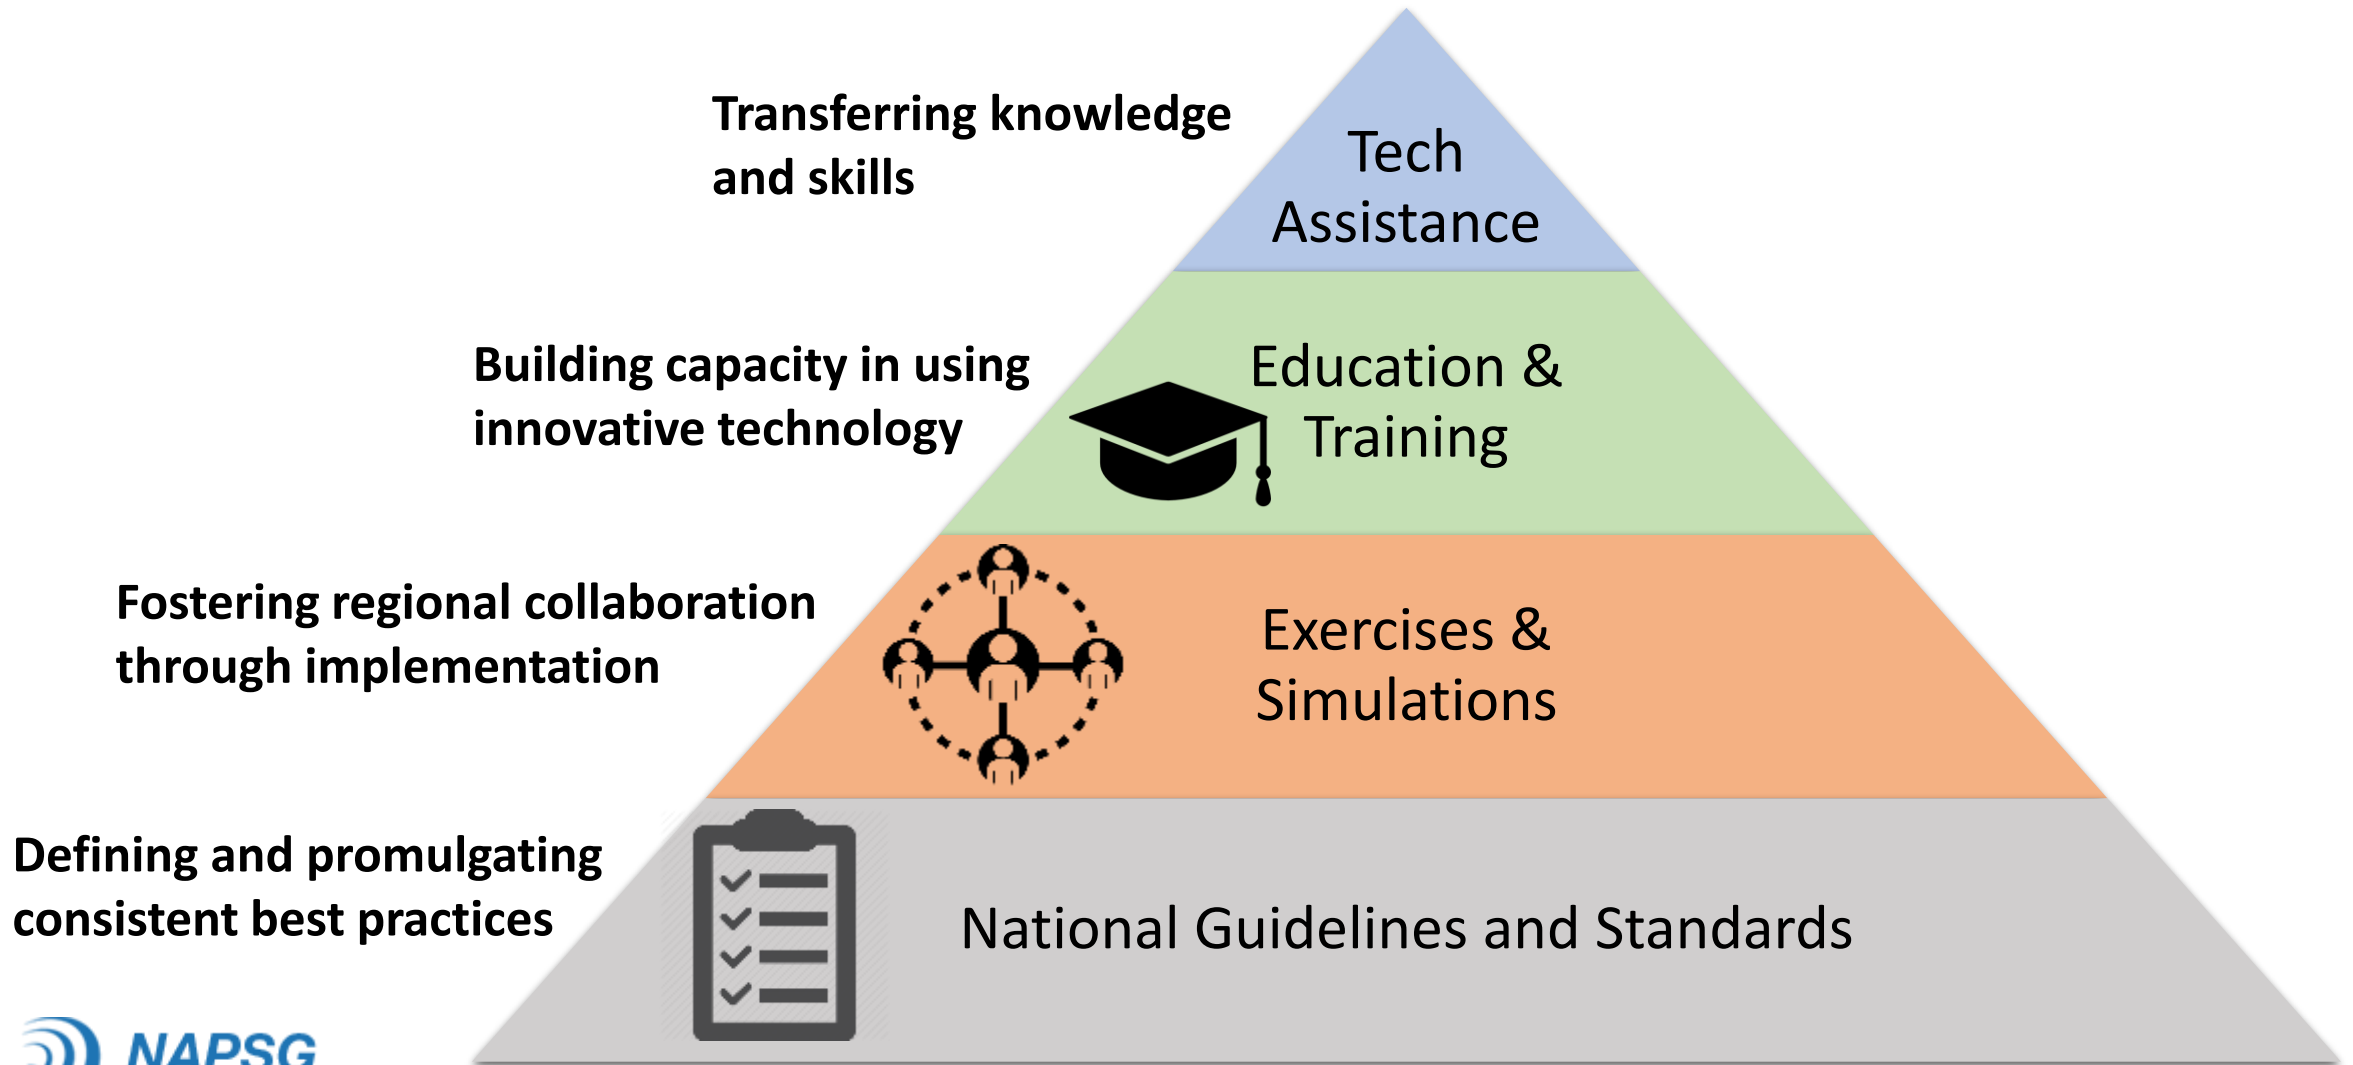 Transferring knowledge
and skills
Tech
Assistance
Building capacity in using
innovative technology
Education &
Training
Fostering regional collaboration
through implementation
Exercises &
Simulations
Defining and promulgating
consistent best practices
National Guidelines and Standards
NAPSG